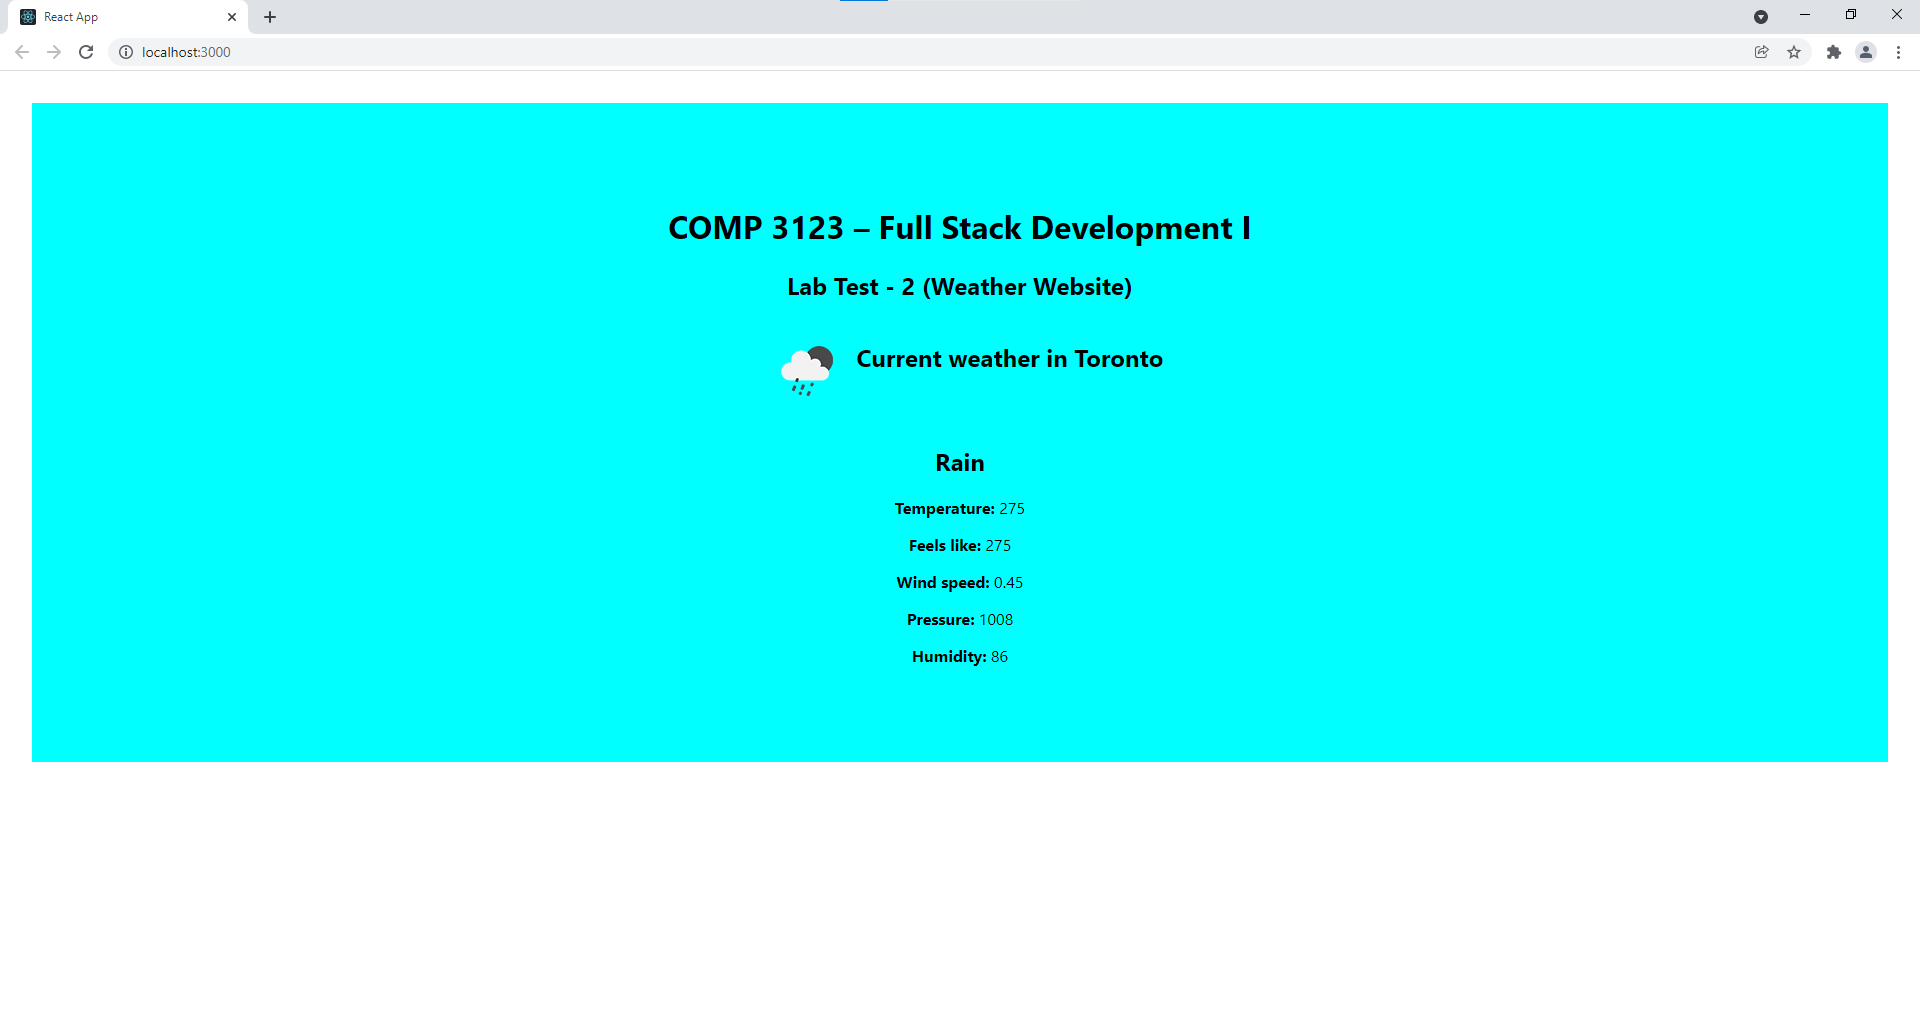 React App
localhost:3000
COMP 3123 – Full Stack Development I
Lab Test - 2 (Weather Website)
Current weather in Toronto
Rain
Temperature: 275
Feels like: 275
Wind speed: 0.45
Pressure: 1008
Humidity: 86